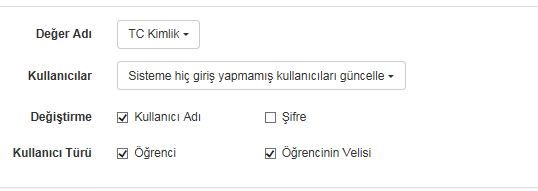 Değer Adı TC Kimlik
Kullanıcılar Sisteme hiç giriş yapmamış kullanıcıları güncelle
Değiştirme Kullanıcı Adı Şifre
Kullanıcı Türü Öğrenci Öğrencinin Velisi